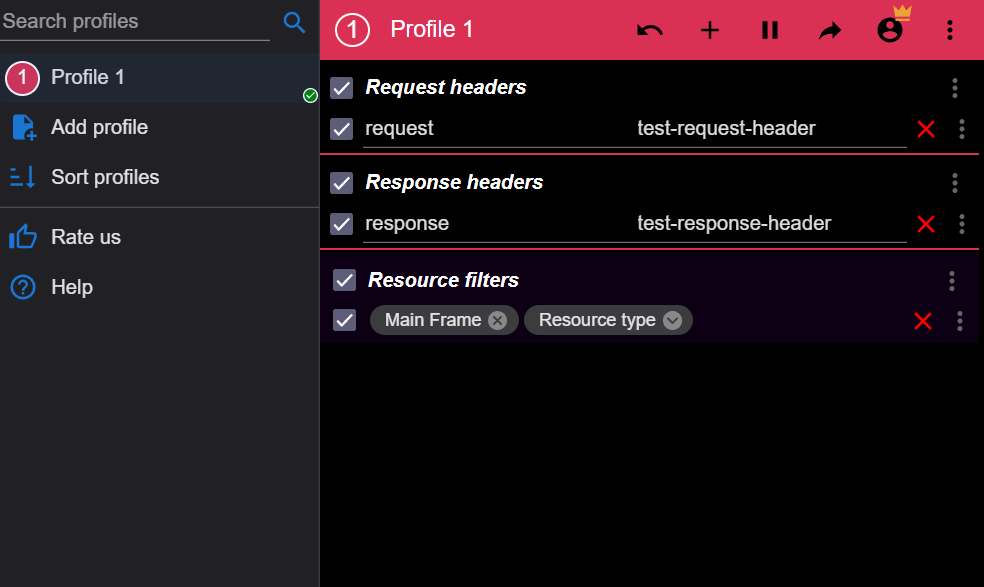 Search profiles
1 Profile 1
Add profile
Sort profiles
Rate us
Help
1 Profile 1
Request headers
request test-request-header
Response headers
response test-response-header
Resource filters
Main Frame Resource type